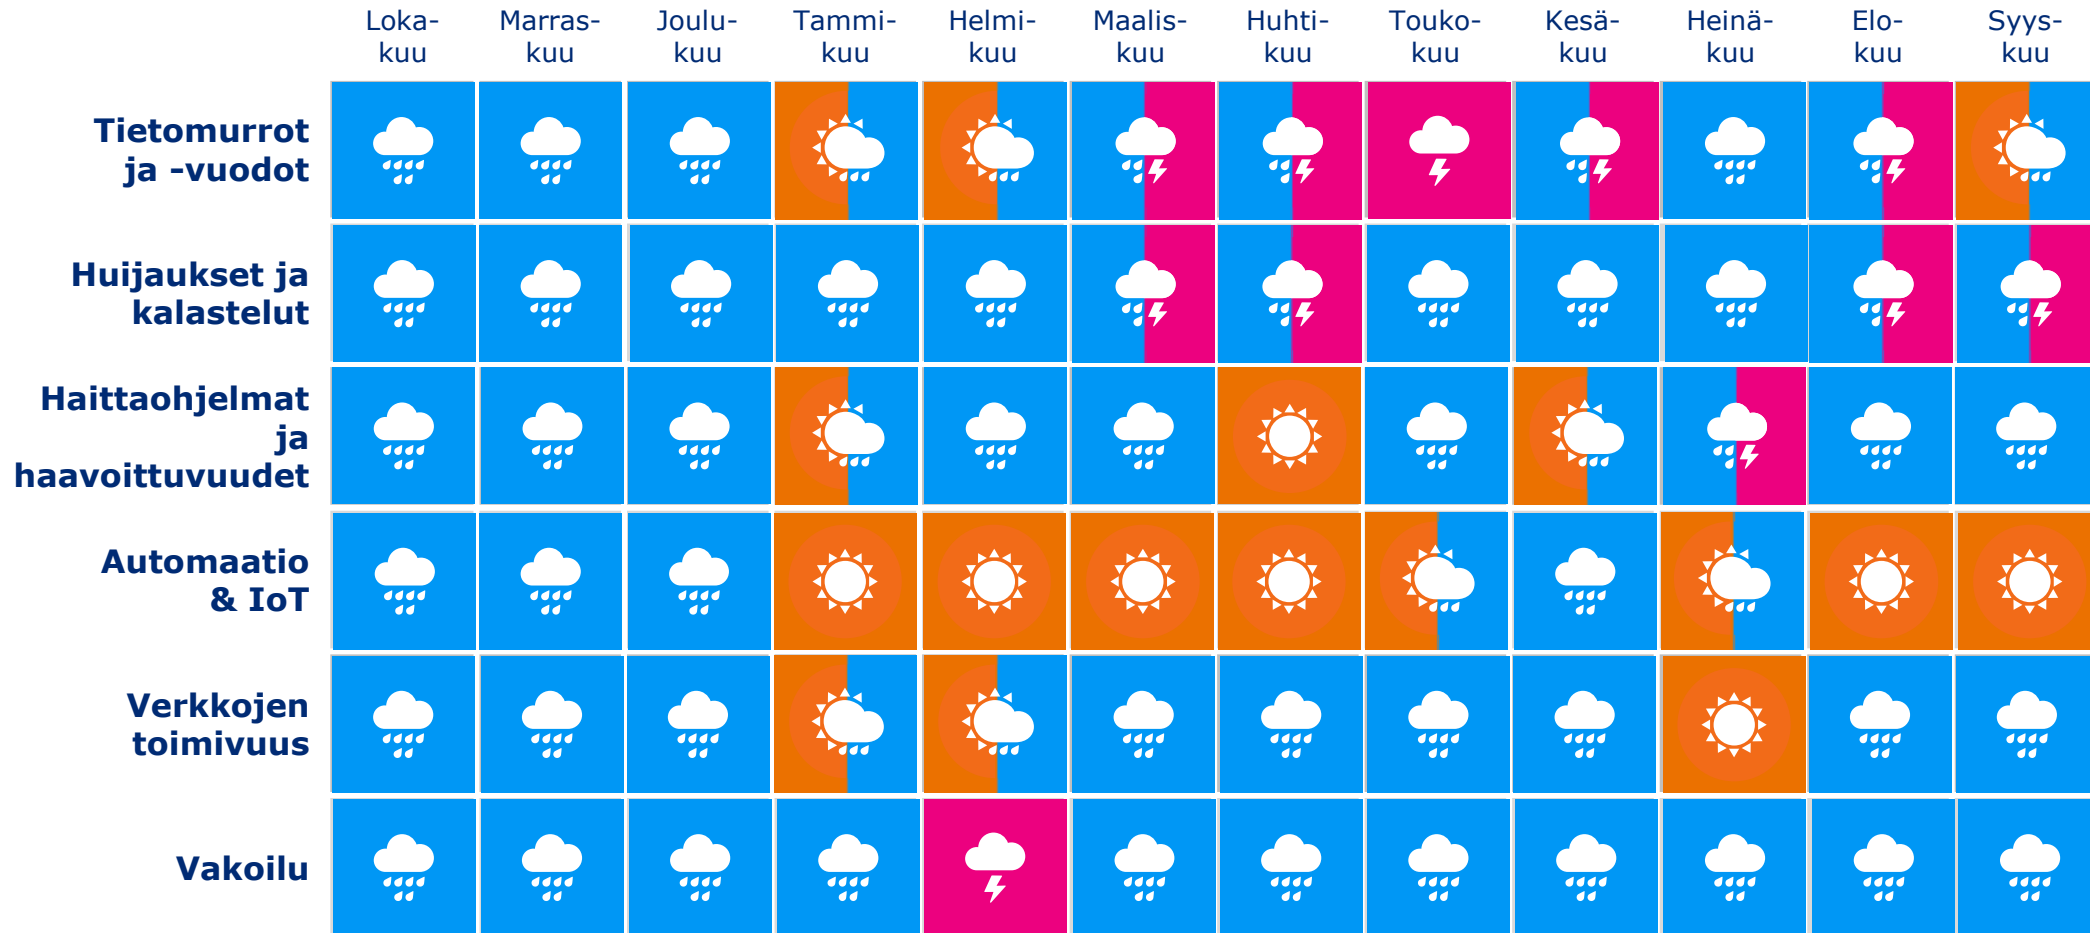 Loka-
kuu
Marras-
kuu
Joulu-
kuu
Tammi-
kuu
Helmi-
kuu
Maalis-
kuu
Huhti-
kuu
Touko-
kuu
Kesä-
kuu
Heinä-
kuu
Elo-
kuu
Syys-
kuu
Tietomurrot
ja -vuodot
Huijaukset ja
kalastelut
Haittaohjelmat
ja
haavoittuvuudet
Automaatio
& IoT
Verkkojen
toimivuus
Vakoilu